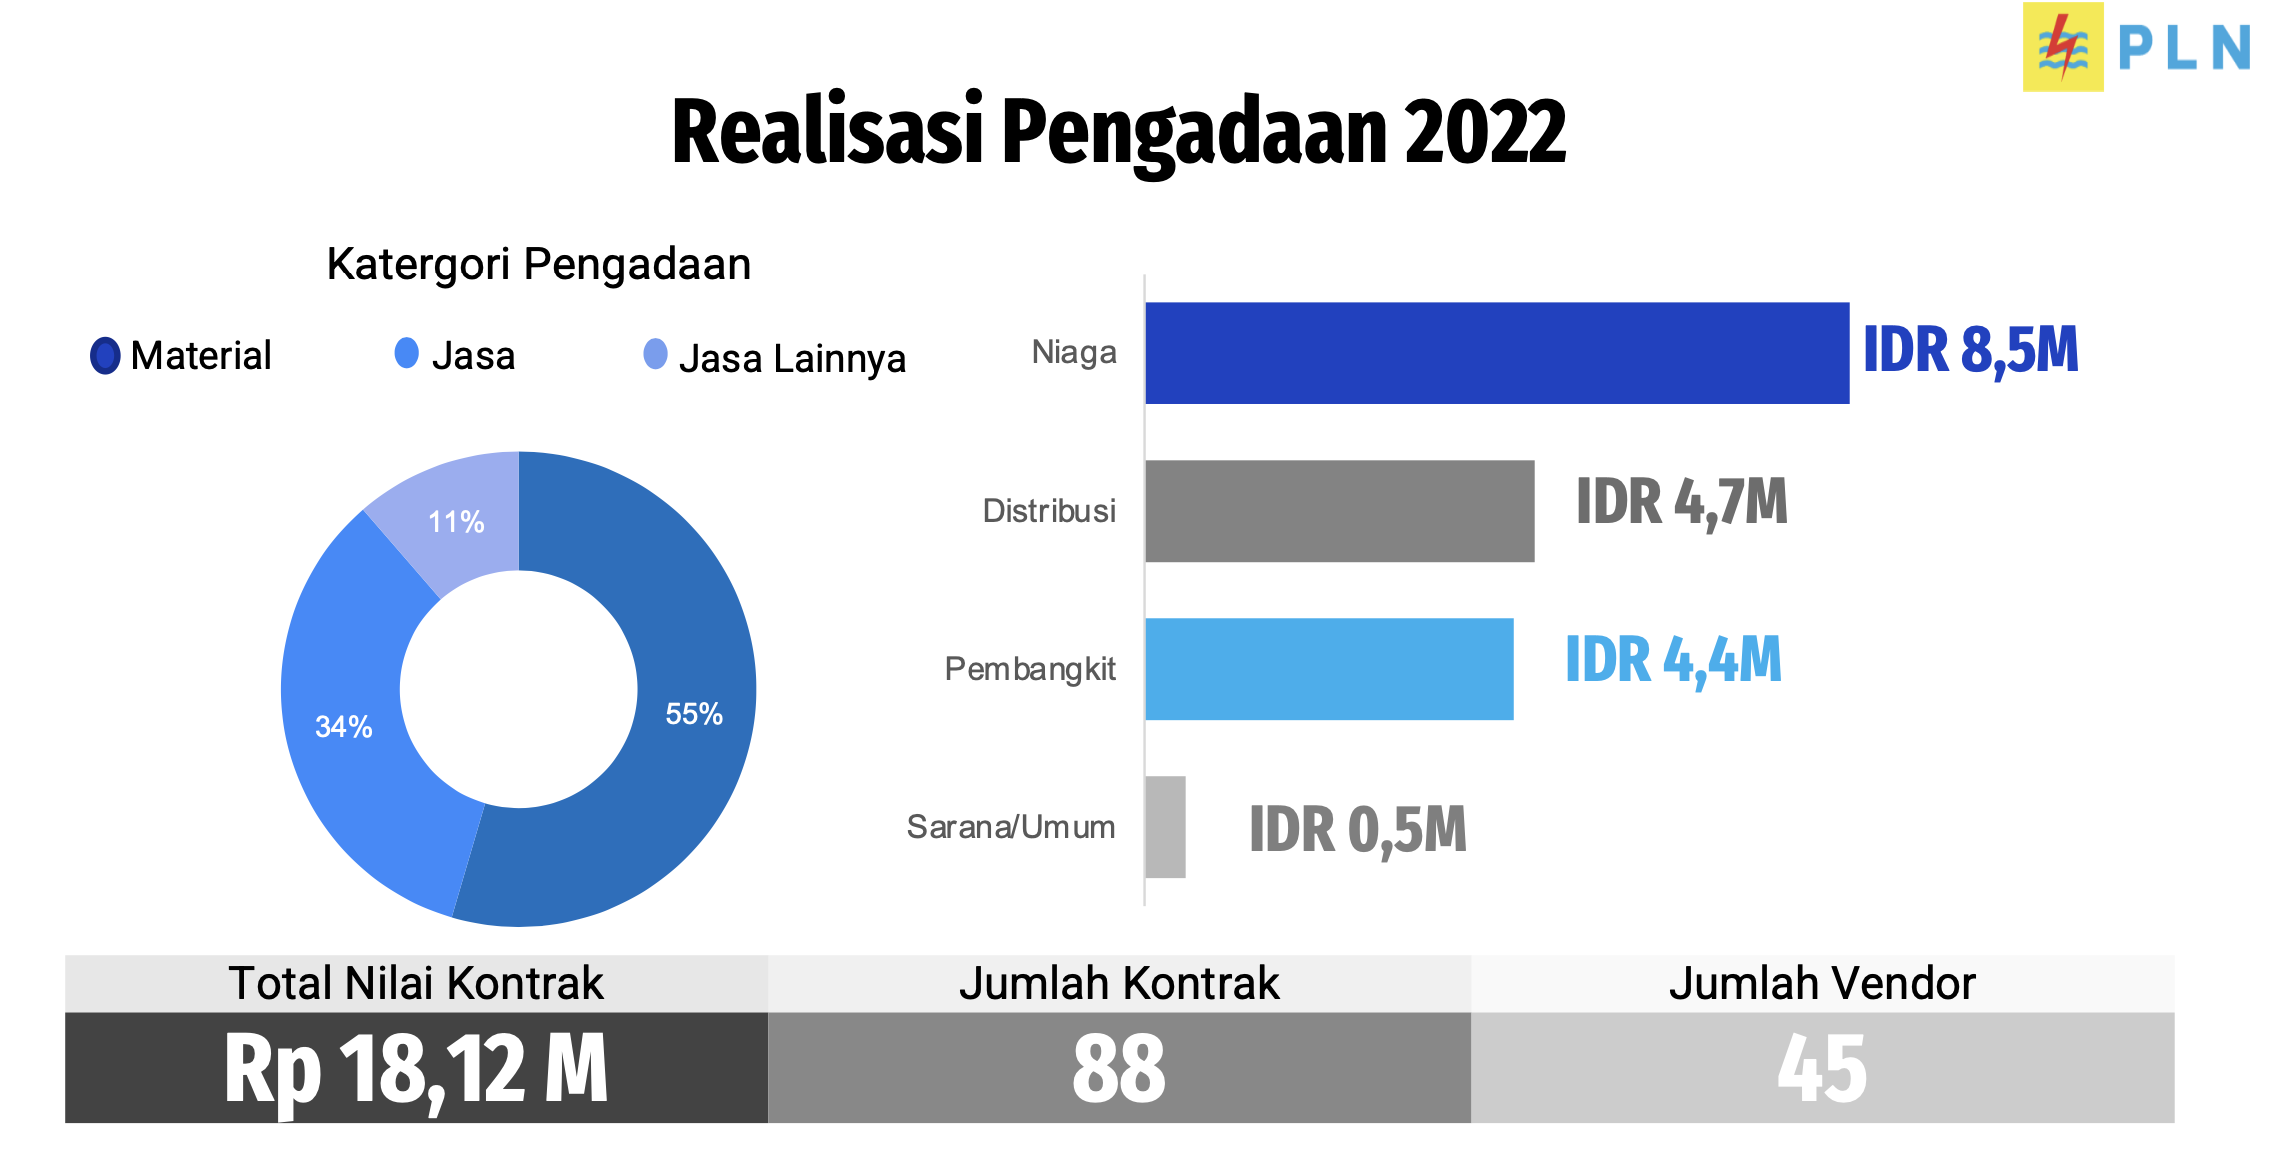 PLN
Realisasi Pengadaan 2022
Katergori Pengadaan
Material
Jasa
Jasa Lainnya
11%
34%
55%
Niaga
IDR 8,5M
Distribusi
IDR 4,7M
Pembangkit
IDR 4,4M
Sarana/Umum
IDR 0,5M
Total Nilai Kontrak
Jumlah Kontrak
Jumlah Vendor
Rp 18,12 M
88
45